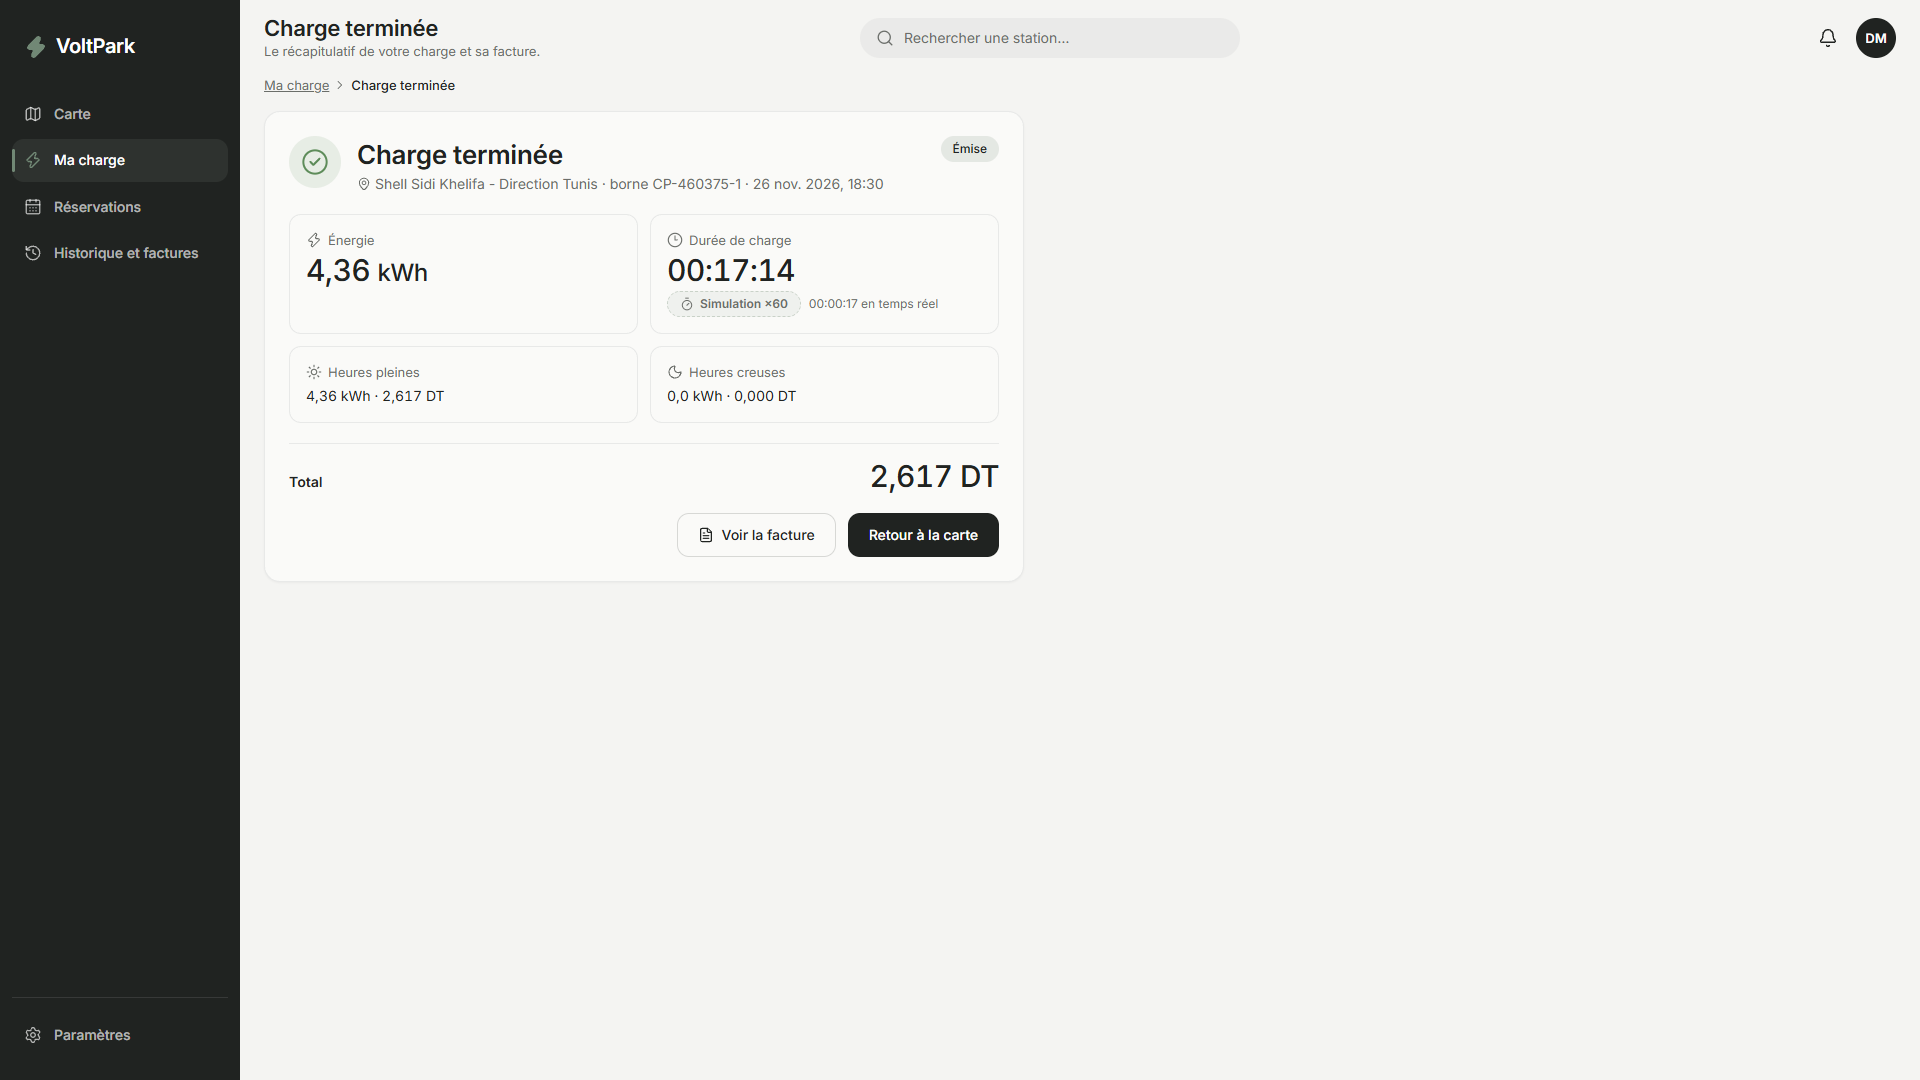 VoltPark
Carte
Ma charge
Réservations
Historique et factures
Paramètres
Charge terminée
Le récapitulatif de votre charge et sa facture.
Rechercher une station...
DM
Ma charge > Charge terminée
Charge terminée
Émise
Shell Sidi Khelifa - Direction Tunis · borne CP-460375-1 · 26 nov. 2026, 18:30
Énergie
4,36 kWh
Durée de charge
00:17:14
Simulation ×60 00:00:17 en temps réel
Heures pleines
4,36 kWh · 2,617 DT
Heures creuses
0,0 kWh · 0,000 DT
Total
2,617 DT
Voir la facture
Retour à la carte